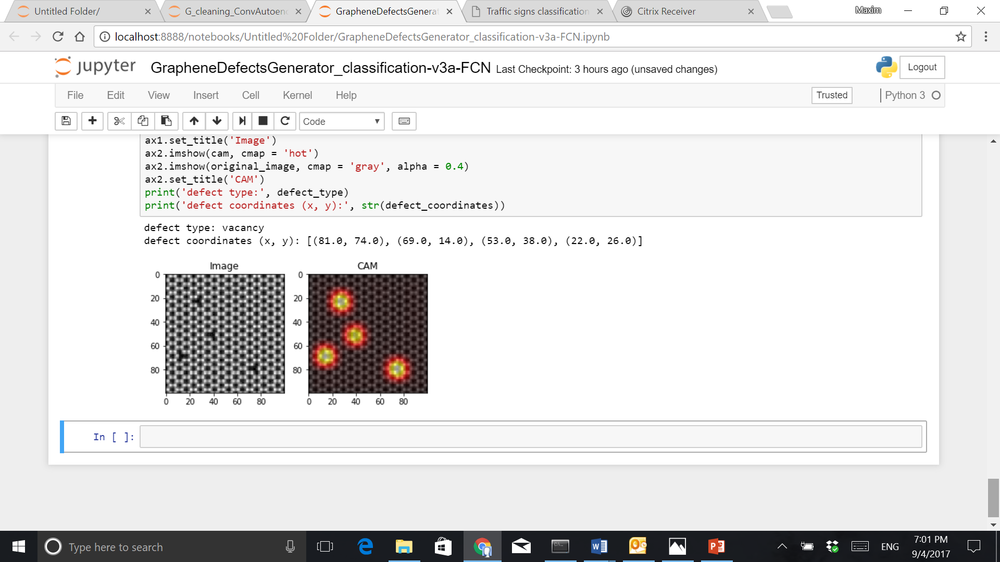 Untitled Folder/
G_cleaning_ConvAutoenc
GrapheneDefectsGenerat
Traffic signs classification
Citrix Receiver
Maxim
localhost:8888/notebooks/Untitled%20Folder/GrapheneDefectsGenerator_classification-v3a-FCN.ipynb
jupyter GrapheneDefectsGenerator_classification-v3a-FCN Last Checkpoint: 3 hours ago (unsaved changes)
Logout
File Edit View Insert Cell Kernel Help
Trusted
Python 3
Code
ax1.set_title('Image')
ax2.imshow(cam, cmap = 'hot')
ax2.imshow(original_image, cmap = 'gray', alpha = 0.4)
ax2.set_title('CAM')
print('defect type:', defect_type)
print('defect coordinates (x, y):', str(defect_coordinates))
defect type: vacancy
defect coordinates (x, y): [(81.0, 74.0), (69.0, 14.0), (53.0, 38.0), (22.0, 26.0)]
Image
0
20
40
60
80
0 20 40 60 80
CAM
0
20
40
60
80
0 20 40 60 80
In [ ]:
Type here to search
ENG
7:01 PM
9/4/2017